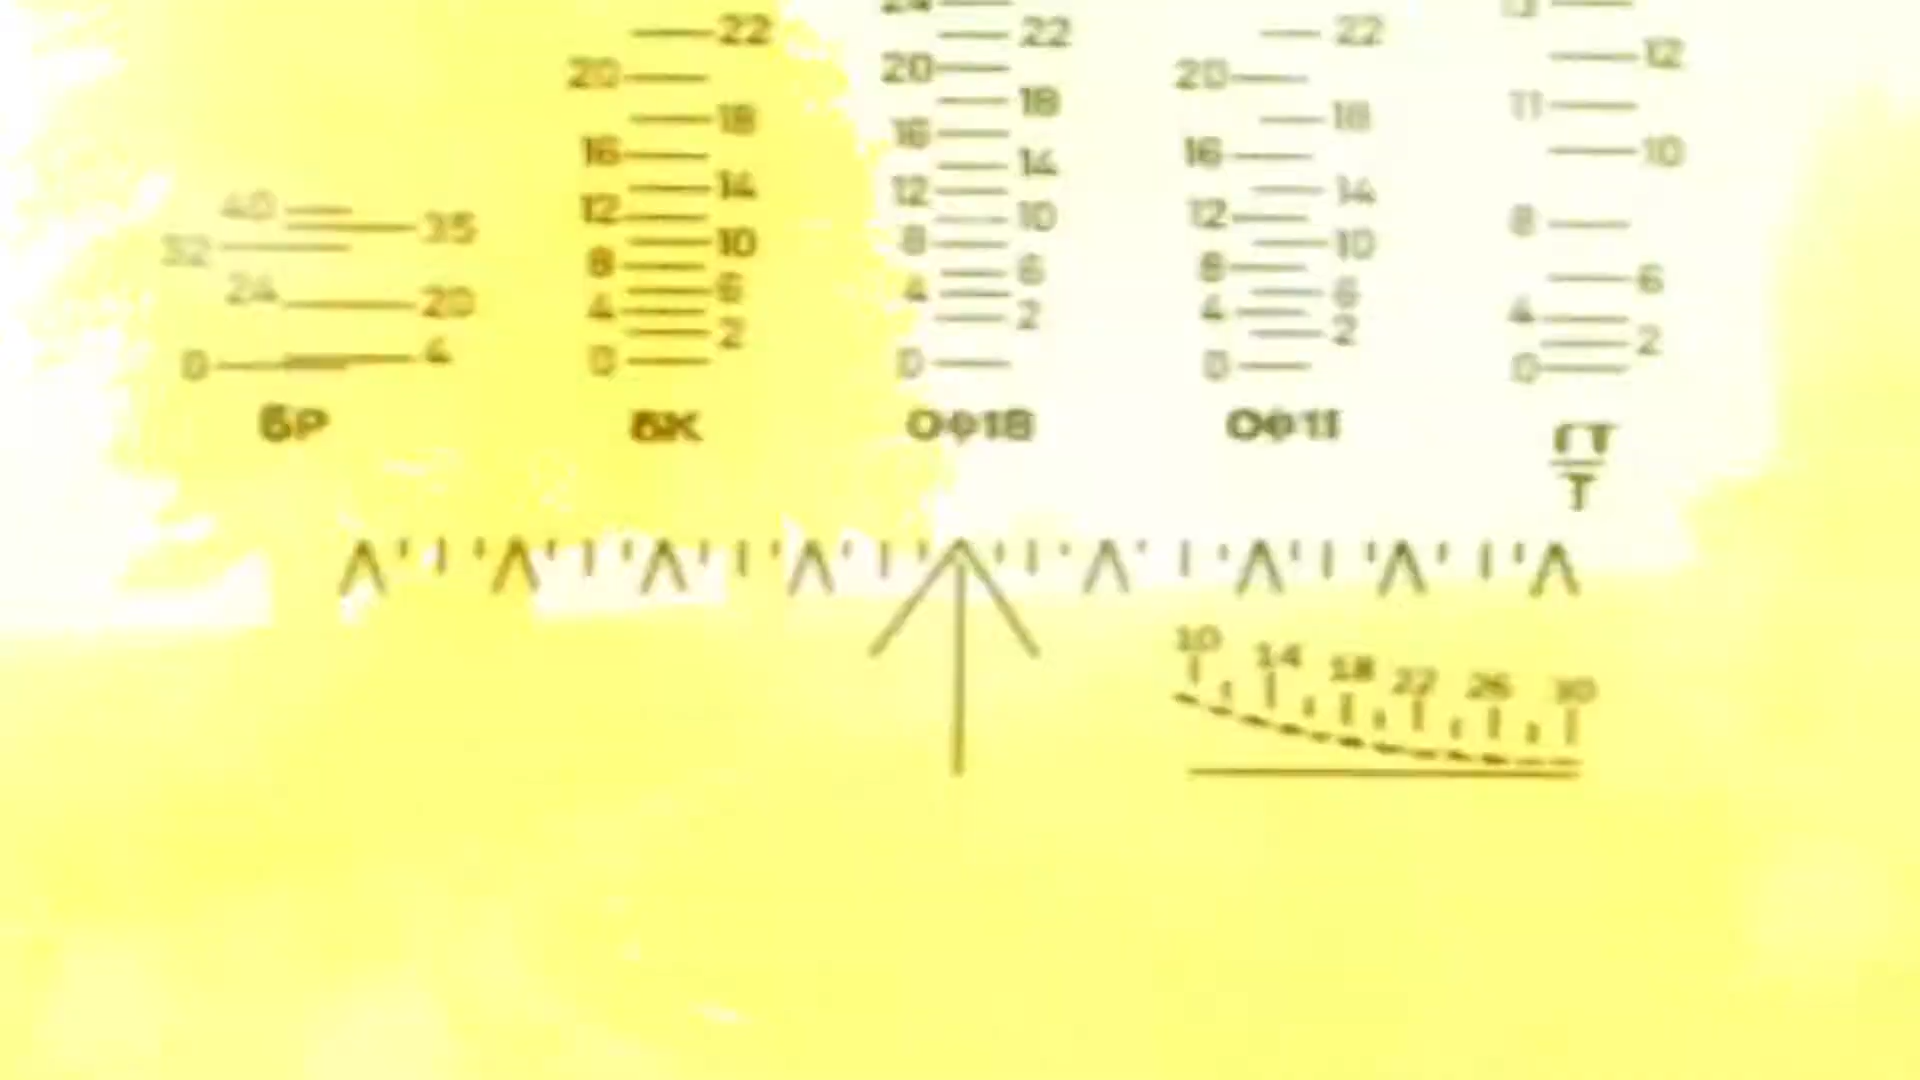 24 13
22 22 22 12
20 20 20
18 18 18 11
16 16 16 10
14 14 14
12 12 12
40 35 10 10 10 8
32 8 8 8
24 20 6 6 6 6
4 4 4 4
4 2 2 2 2
0 0 0 0 0
БР БК ОФ18 ОФ11 ПТ
Т
10 14 18 22 26 30